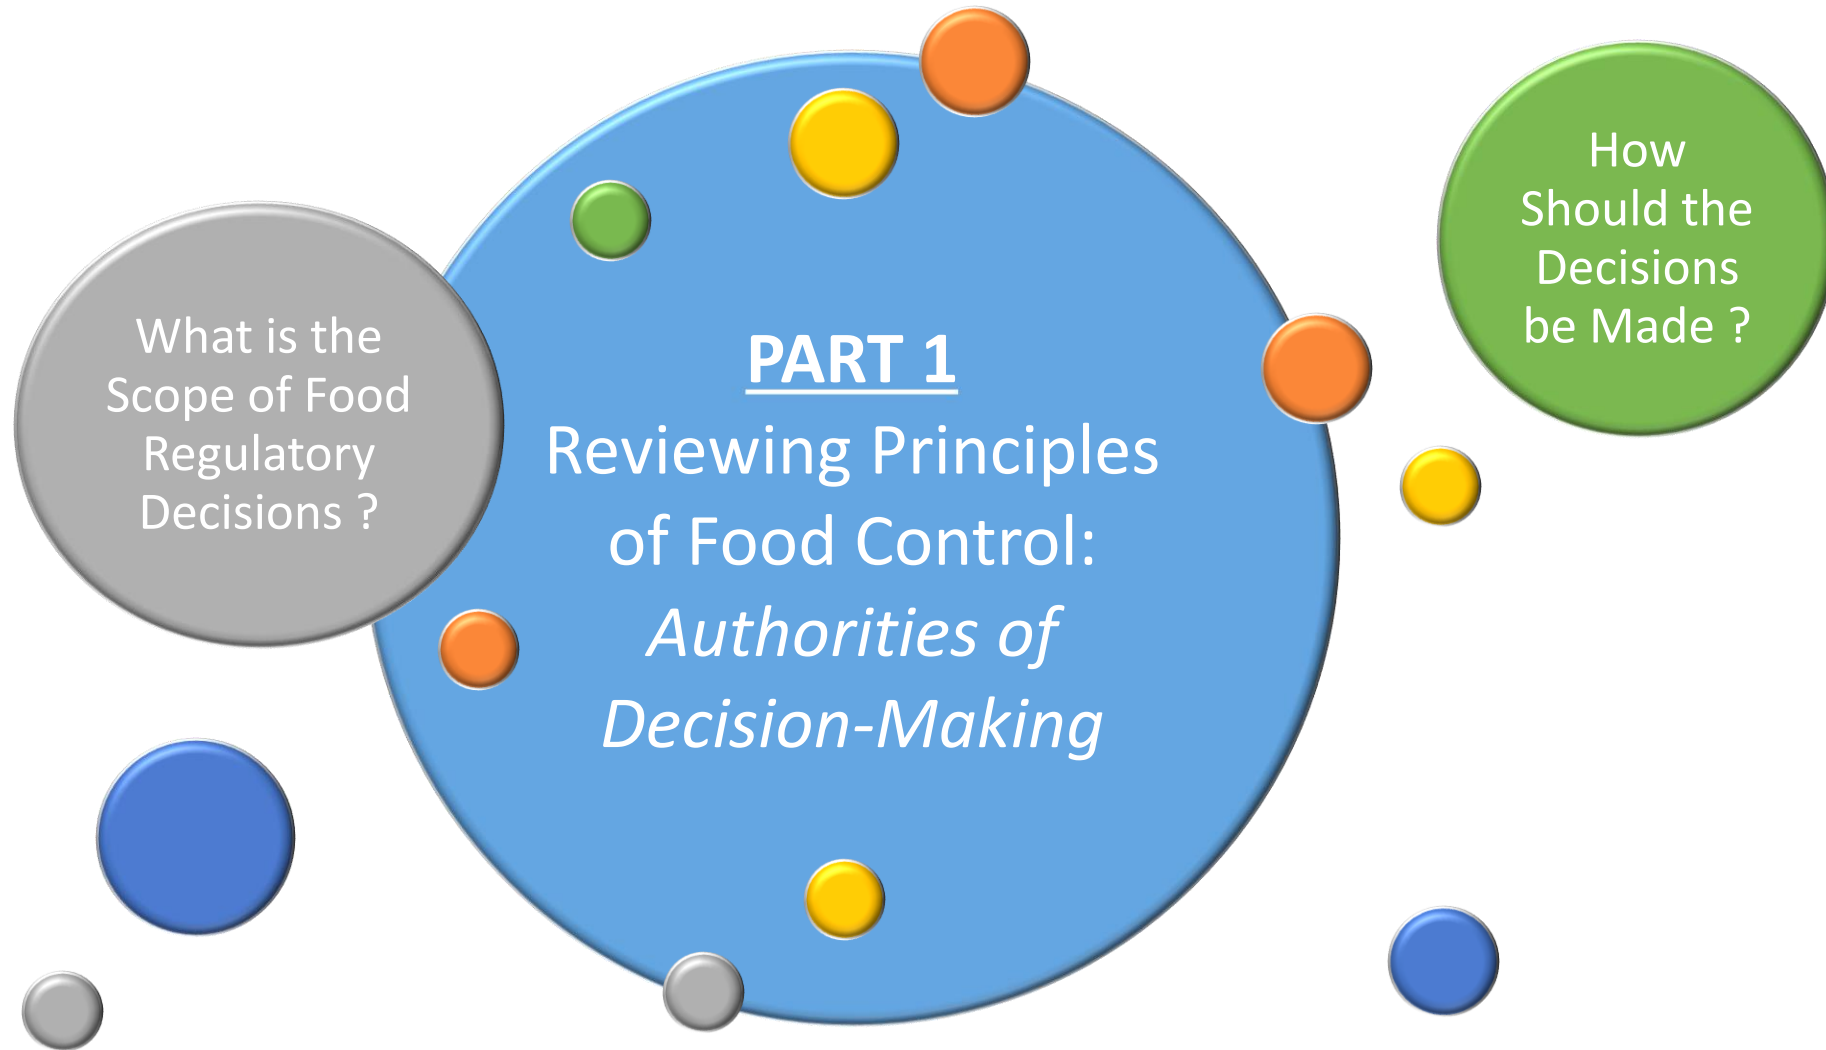 What is the
Scope of Food
Regulatory
Decisions ?
PART 1
Reviewing Principles
of Food Control:
Authorities of
Decision-Making
How
Should the
Decisions
be Made ?